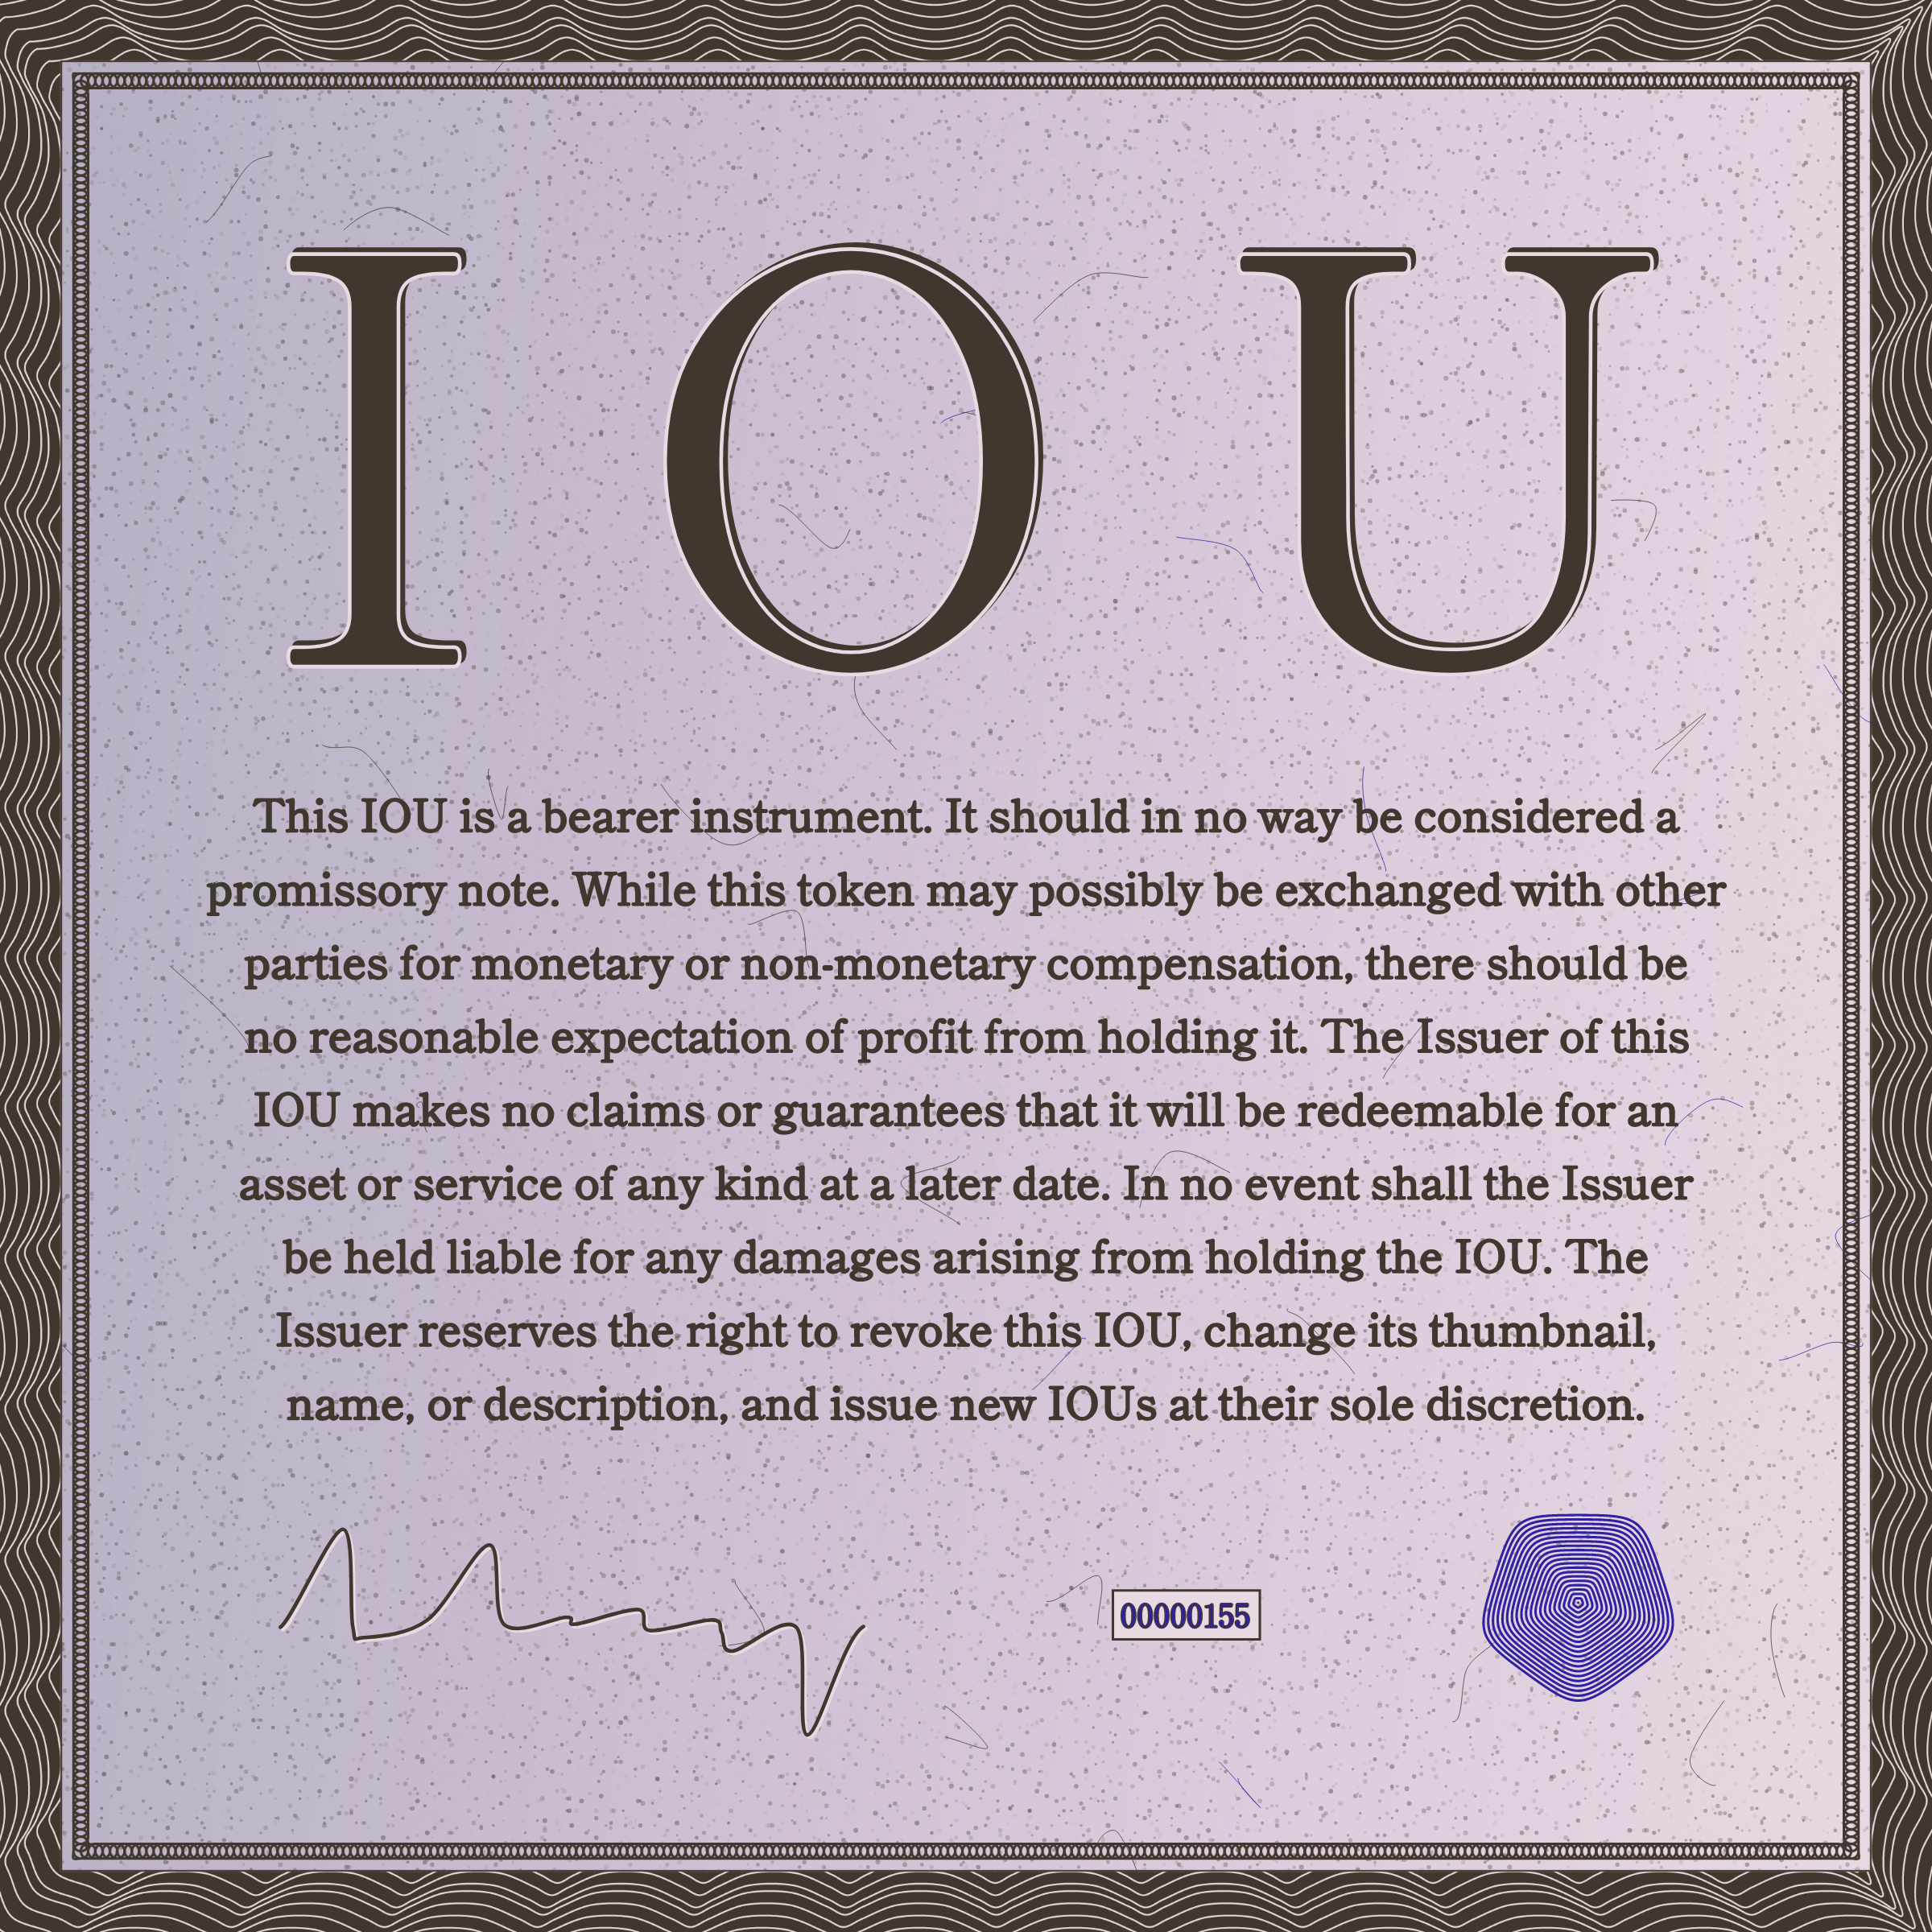 I O U
This IOU is a bearer instrument. It should in no way be considered a
promissory note. While this token may possibly be exchanged with other
parties for monetary or non-monetary compensation, there should be
no reasonable expectation of profit from holding it. The Issuer of this
IOU makes no claims or guarantees that it will be redeemable for an
asset or service of any kind at a later date. In no event shall the Issuer
be held liable for any damages arising from holding the IOU. The
Issuer reserves the right to revoke this IOU, change its thumbnail,
name, or description, and issue new IOUs at their sole discretion.
00000155